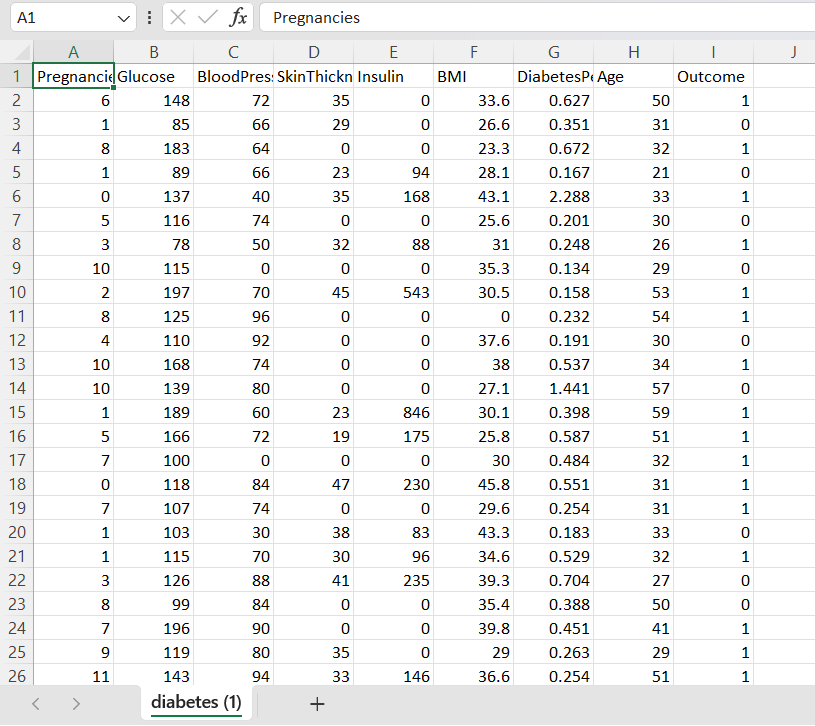 A1 fx Pregnancies
A B C D E F G H I J
1 Pregnancie Glucose BloodPres SkinThickn Insulin BMI DiabetesPe Age Outcome
2 6 148 72 35 0 33.6 0.627 50 1
3 1 85 66 29 0 26.6 0.351 31 0
4 8 183 64 0 0 23.3 0.672 32 1
5 1 89 66 23 94 28.1 0.167 21 0
6 0 137 40 35 168 43.1 2.288 33 1
7 5 116 74 0 0 25.6 0.201 30 0
8 3 78 50 32 88 31 0.248 26 1
9 10 115 0 0 0 35.3 0.134 29 0
10 2 197 70 45 543 30.5 0.158 53 1
11 8 125 96 0 0 0 0.232 54 1
12 4 110 92 0 0 37.6 0.191 30 0
13 10 168 74 0 0 38 0.537 34 1
14 10 139 80 0 0 27.1 1.441 57 0
15 1 189 60 23 846 30.1 0.398 59 1
16 5 166 72 19 175 25.8 0.587 51 1
17 7 100 0 0 0 30 0.484 32 1
18 0 118 84 47 230 45.8 0.551 31 1
19 7 107 74 0 0 29.6 0.254 31 1
20 1 103 30 38 83 43.3 0.183 33 0
21 1 115 70 30 96 34.6 0.529 32 1
22 3 126 88 41 235 39.3 0.704 27 0
23 8 99 84 0 0 35.4 0.388 50 0
24 7 196 90 0 0 39.8 0.451 41 1
25 9 119 80 35 0 29 0.263 29 1
26 11 143 94 33 146 36.6 0.254 51 1
diabetes (1)